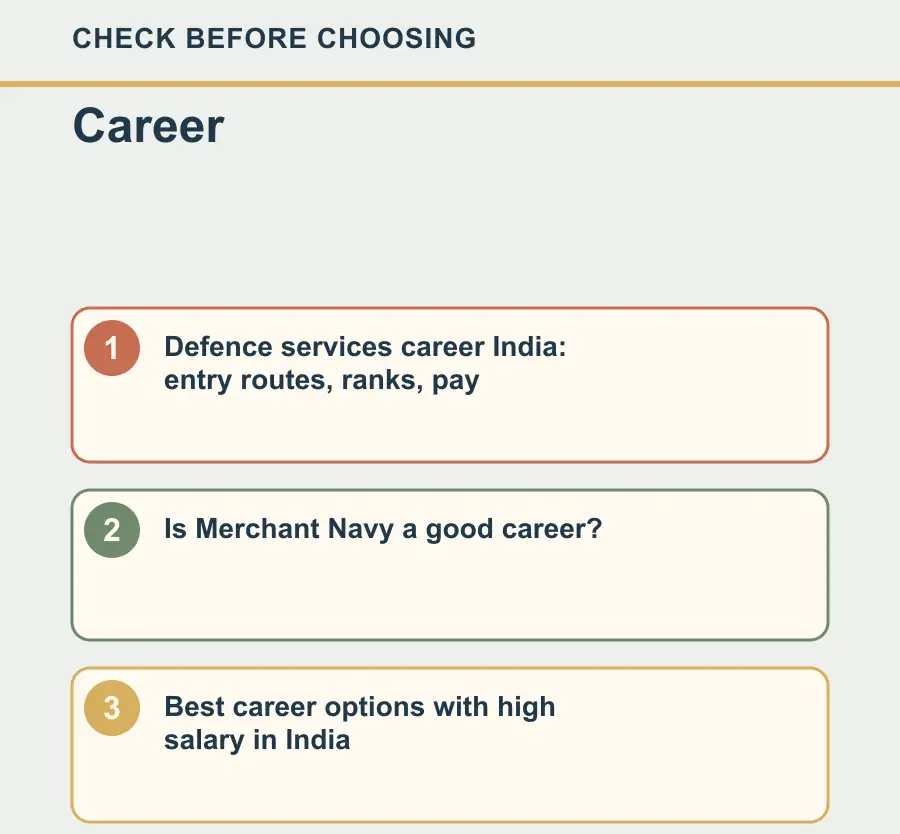 CHECK BEFORE CHOOSING
Career
1
Defence services career India:
entry routes, ranks, pay
2
Is Merchant Navy a good career?
3
Best career options with high
salary in India